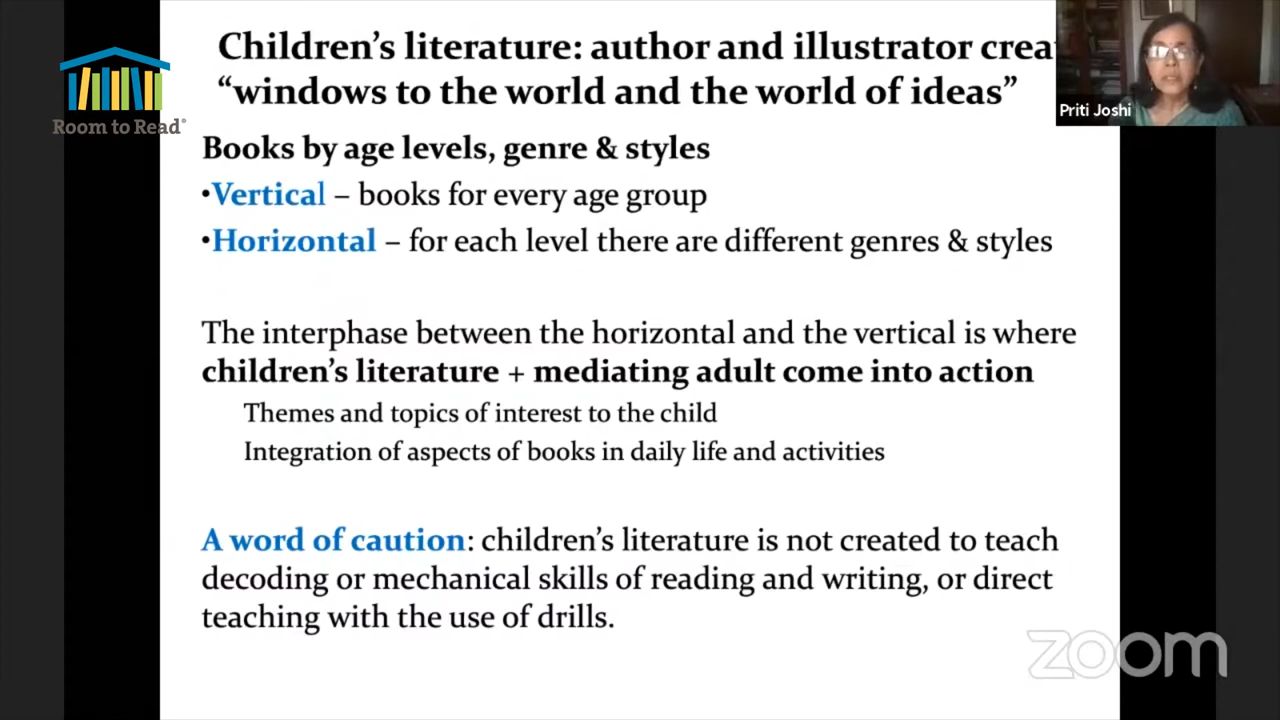 Children's literature: author and illustrator crea
"windows to the world and the world of ideas"
Priti Joshi
Room to Read®
Books by age levels, genre & styles
•Vertical – books for every age group
•Horizontal – for each level there are different genres & styles
The interphase between the horizontal and the vertical is where
children's literature + mediating adult come into action
Themes and topics of interest to the child
Integration of aspects of books in daily life and activities
A word of caution: children's literature is not created to teach
decoding or mechanical skills of reading and writing, or direct
teaching with the use of drills.
zoom